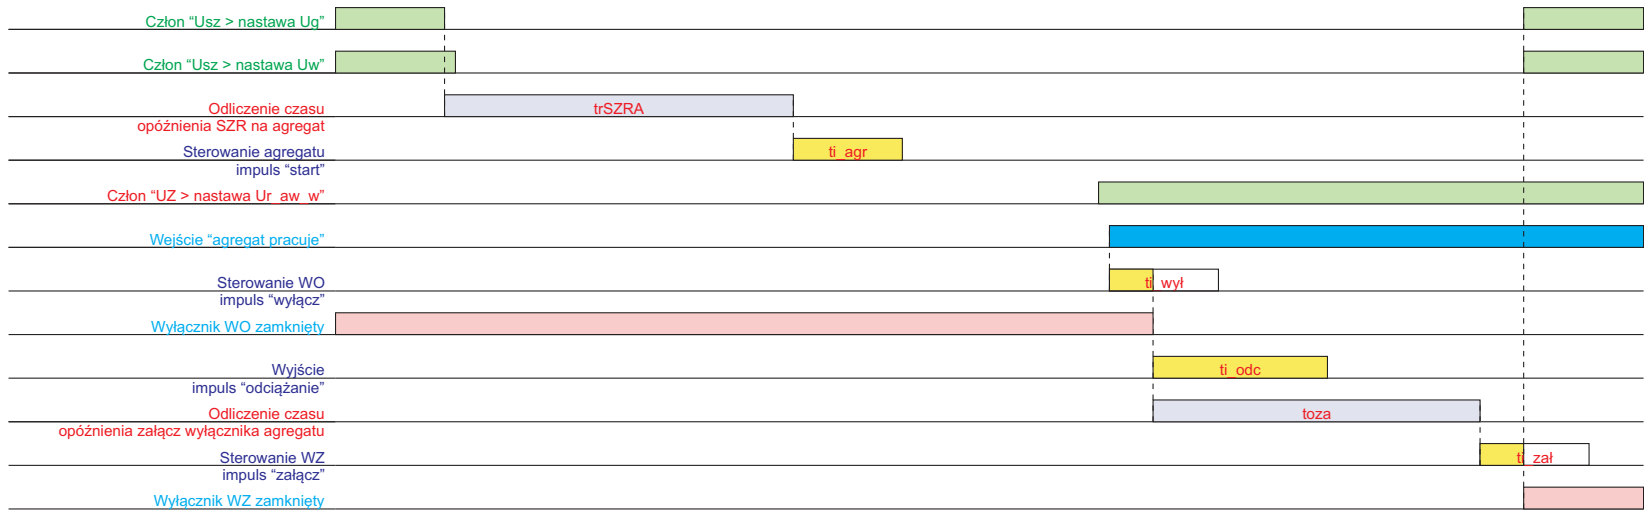 Człon “Usz > nastawa Ug”
Człon “Usz > nastawa Uw”
Odliczenie czasu
trSZRA
opóźnienia SZR na agregat
Sterowanie agregatu
ti_agr
impuls “start”
Człon “UZ > nastawa Ur_aw_w”
Wejście “agregat pracuje”
Sterowanie WO
ti_wył
impuls “wyłącz”
Wyłącznik WO zamknięty
Wyjście
ti_odc
impuls “odciążanie”
Odliczenie czasu
toza
opóźnienia załącz wyłącznika agregatu
Sterowanie WZ
ti_zał
impuls “załącz”
Wyłącznik WZ zamknięty